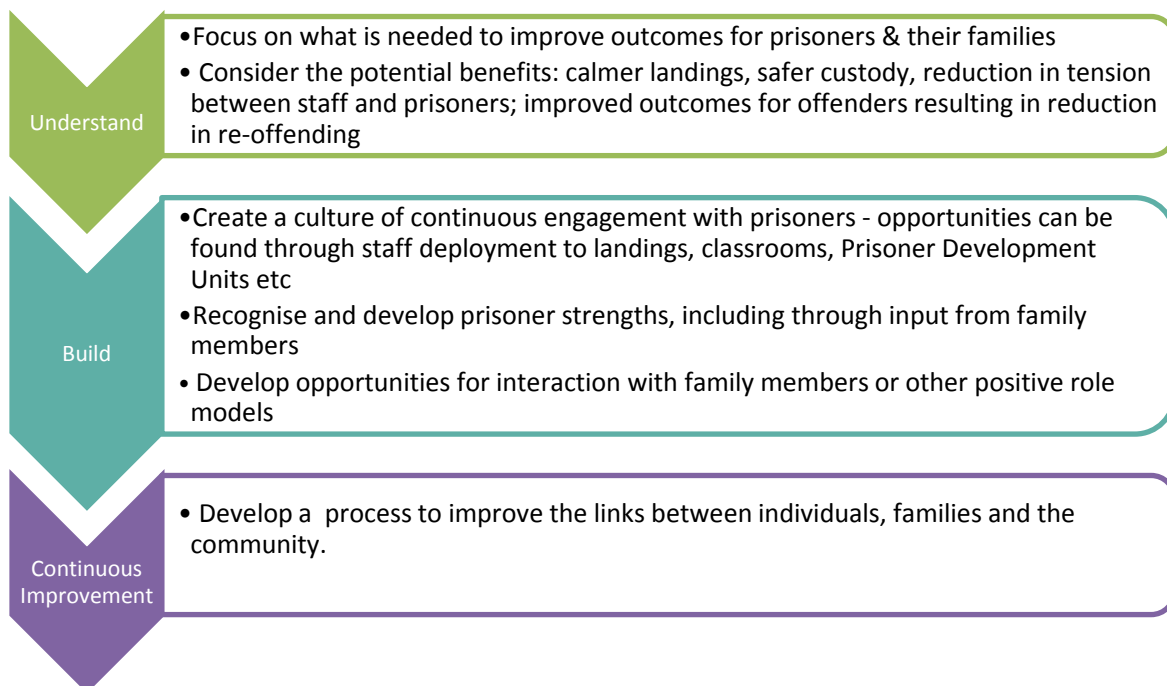 Understand
•Focus on what is needed to improve outcomes for prisoners & their families
• Consider the potential benefits: calmer landings, safer custody, reduction in tension
between staff and prisoners; improved outcomes for offenders resulting in reduction
in re-offending
Build
•Create a culture of continuous engagement with prisoners - opportunities can be
found through staff deployment to landings, classrooms, Prisoner Development
Units etc
•Recognise and develop prisoner strengths, including through input from family
members
• Develop opportunities for interaction with family members or other positive role
models
Continuous
Improvement
• Develop a  process to improve the links between individuals, families and the
community.